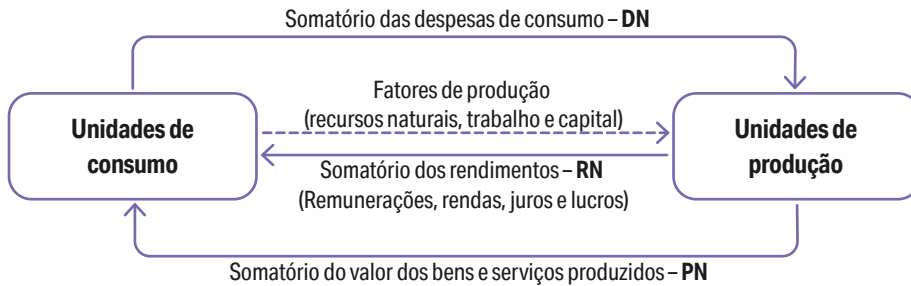 Somatório das despesas de consumo – DN
Fatores de produção
(recursos naturais, trabalho e capital)
Unidades de
consumo
Unidades de
produção
Somatório dos rendimentos – RN
(Remunerações, rendas, juros e lucros)
Somatório do valor dos bens e serviços produzidos – PN